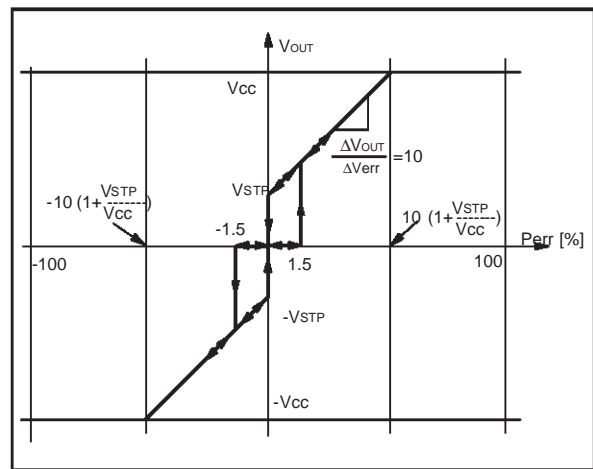 VOUT
VCC
ΔVOUT
ΔVerr
=10
VSTP
-10 (1+VSTP/VCC)
-1.5
10 (1+VSTP/VCC)
Perr [%]
-100
1.5
100
-VSTP
-VCC